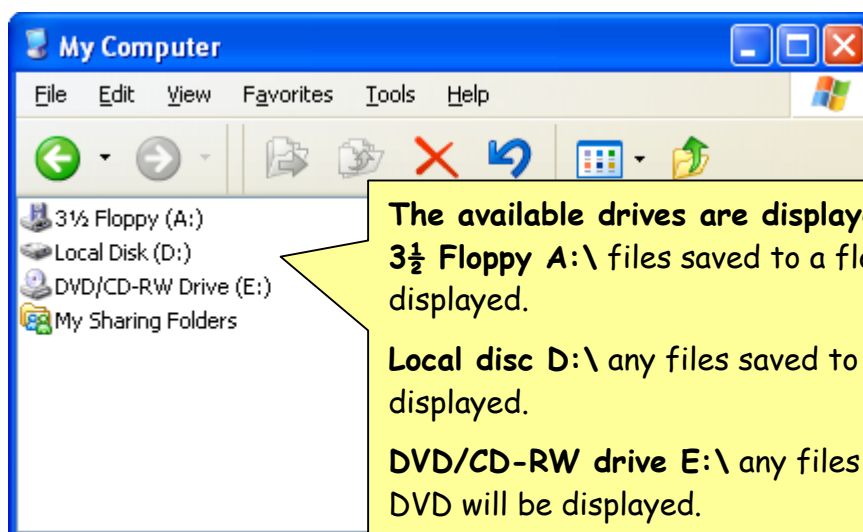 My Computer
File Edit View Favorites Tools Help
3½ Floppy (A:)
Local Disk (D:)
DVD/CD-RW Drive (E:)
My Sharing Folders
The available drives are
3½ Floppy A:\ files saved to a
displayed.
Local disc D:\ any files saved to
displayed.
DVD/CD-RW drive E:\ any files
DVD will be displayed.